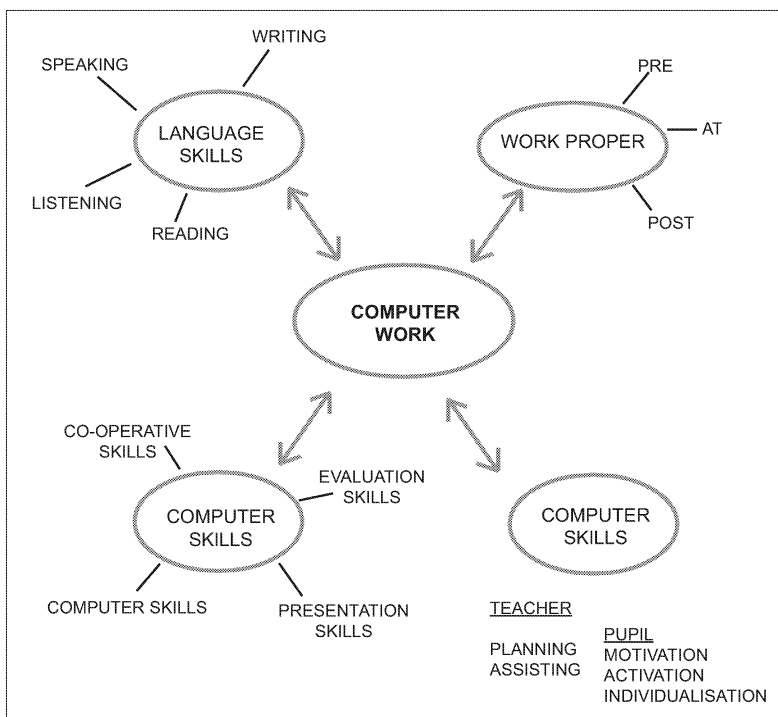 WRITING
SPEAKING
LANGUAGE
SKILLS
LISTENING
READING
PRE
WORK PROPER
AT
POST
COMPUTER
WORK
CO-OPERATIVE
SKILLS
EVALUATION
SKILLS
COMPUTER
SKILLS
COMPUTER SKILLS
PRESENTATION
SKILLS
COMPUTER
SKILLS
TEACHER
PLANNING
ASSISTING
PUPIL
MOTIVATION
ACTIVATION
INDIVIDUALISATION